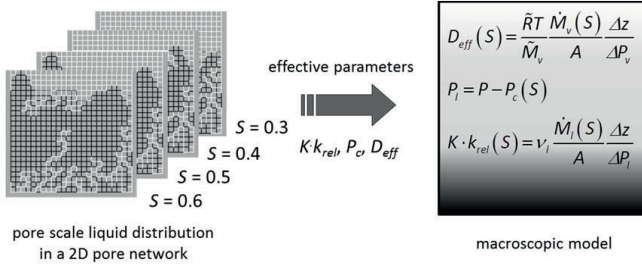 S = 0.3
S = 0.4
S = 0.5
S = 0.6
pore scale liquid distribution
in a 2D pore network
effective parameters
K·k_rel, P_c, D_eff
D_eff(S) = (R̃T / M̃_v) (Ṁ_v(S) / A) (Δz / ΔP_v)
P_l = P − P_c(S)
K · k_rel(S) = ν_l (Ṁ_l(S) / A) (Δz / ΔP_l)
macroscopic model